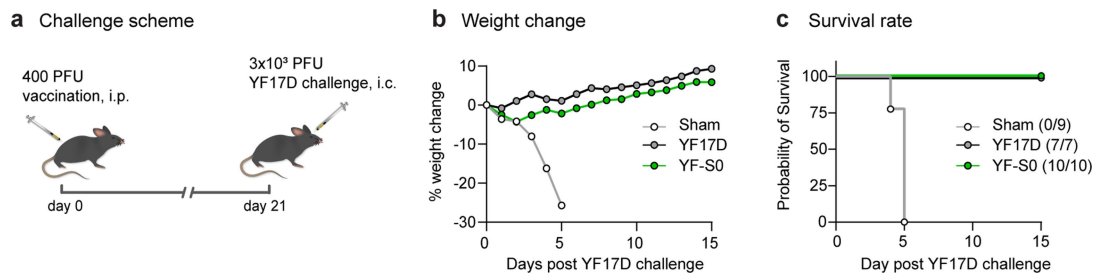 a Challenge scheme
400 PFU
vaccination, i.p.
3x10³ PFU
YF17D challenge, i.c.
day 0
day 21
b Weight change
% weight change
10
0
-10
-20
-30
0
5
10
15
Days post YF17D challenge
Sham
YF17D
YF-S0
c Survival rate
Probability of Survival
100
75
50
25
0
0
5
10
15
Days post YF17D challenge
Sham (0/9)
YF17D (7/7)
YF-S0 (10/10)